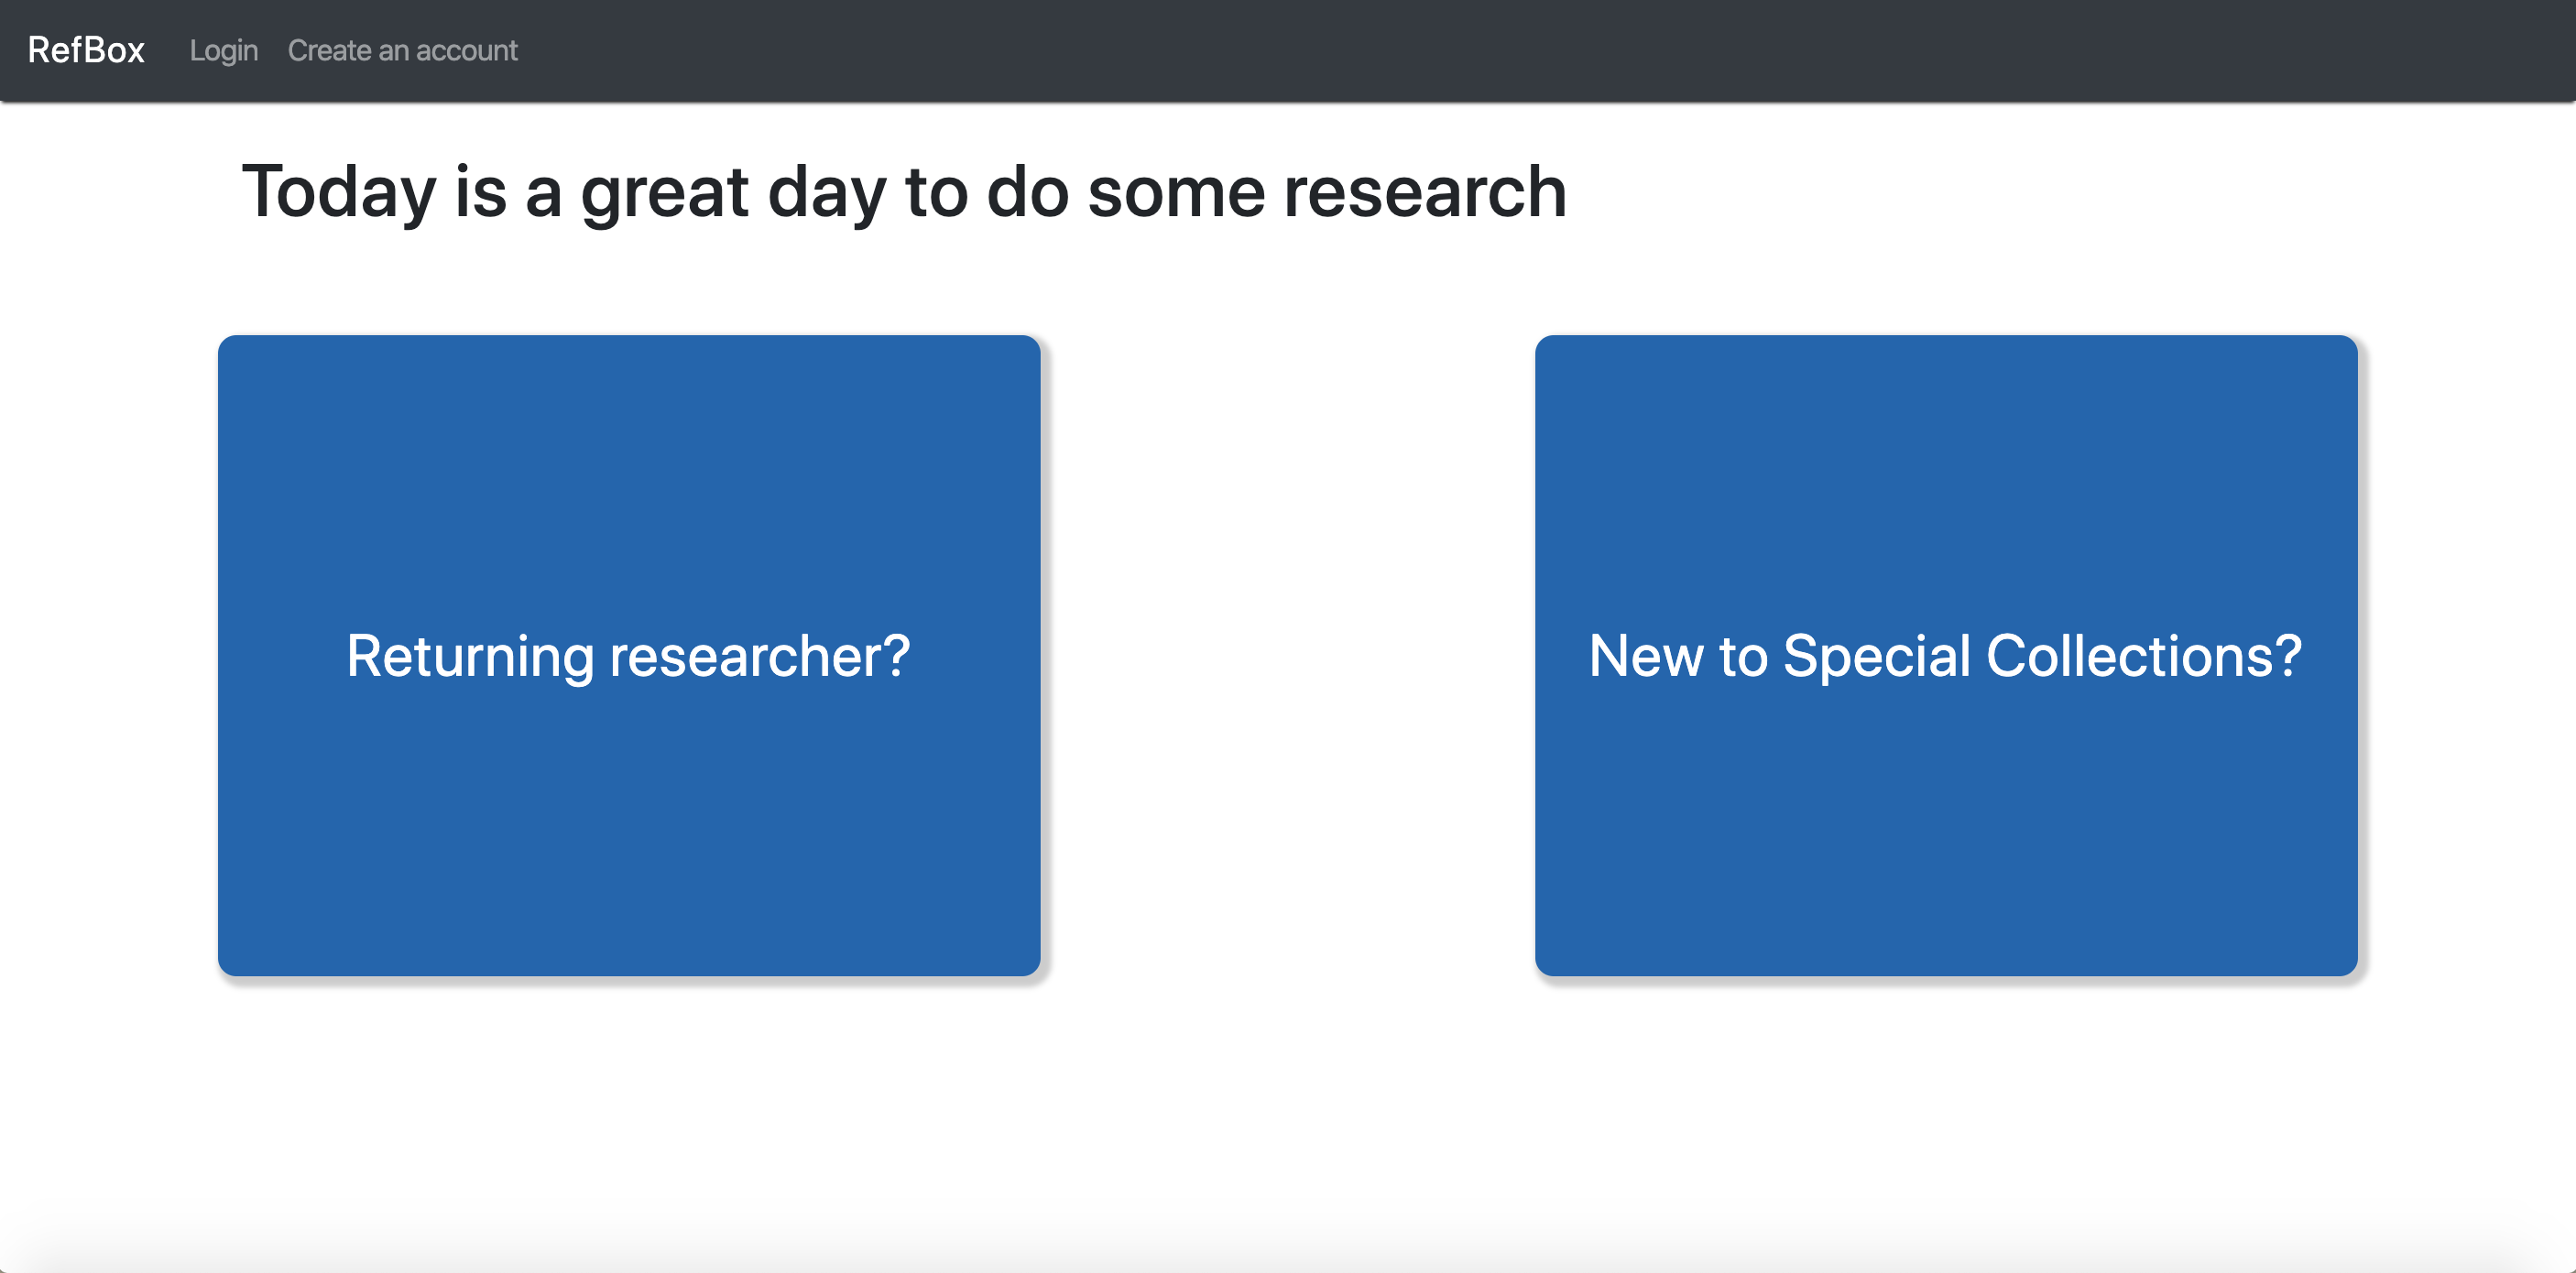 RefBox Login Create an account
Today is a great day to do some research
Returning researcher?
New to Special Collections?